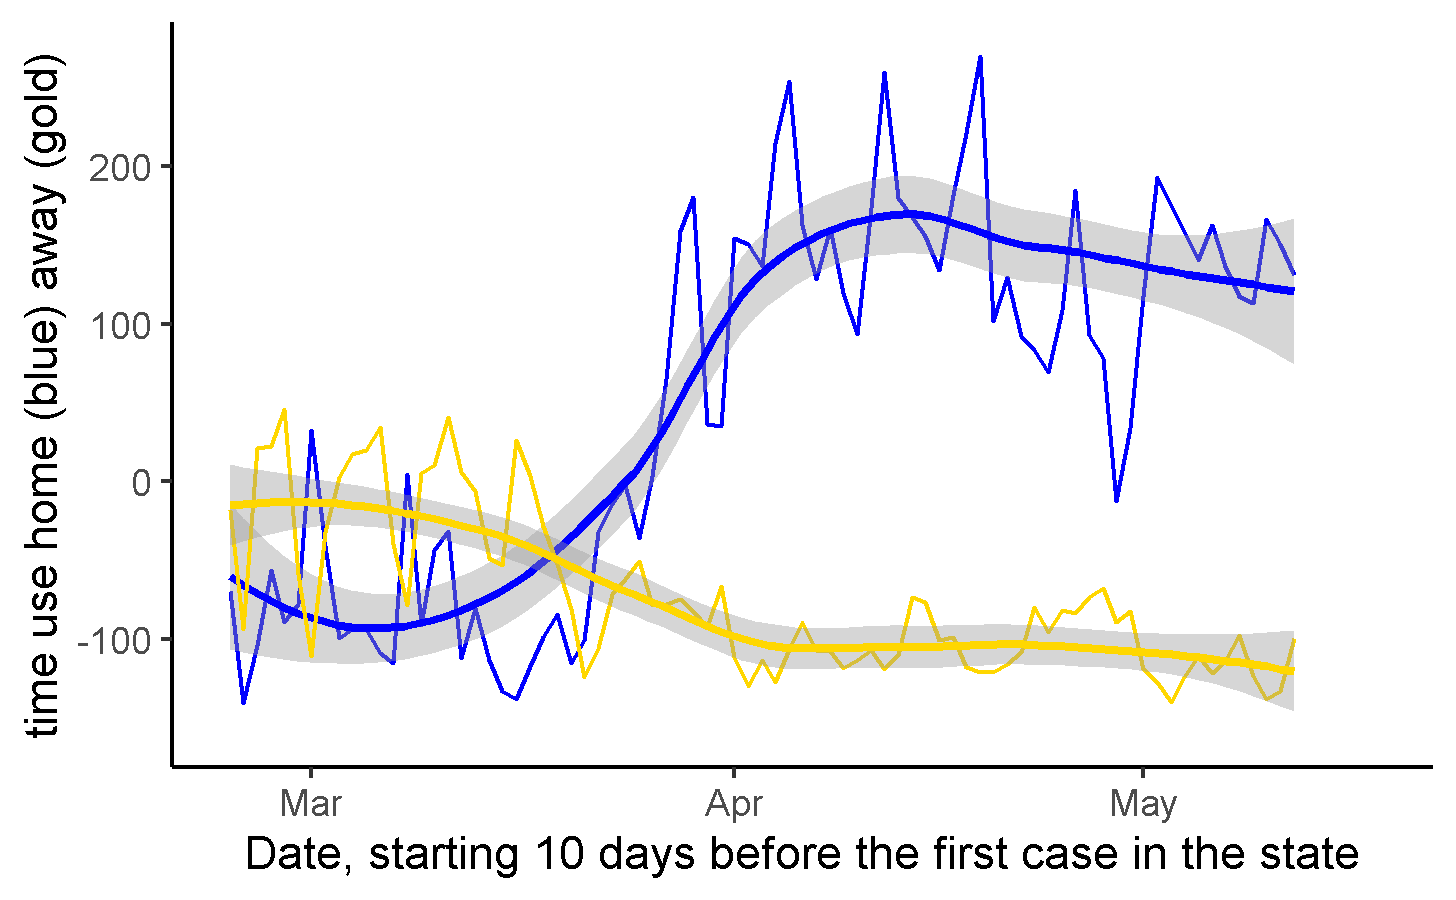 time use home (blue) away (gold)
200
100
0
-100
Mar
Apr
May
Date, starting 10 days before the first case in the state